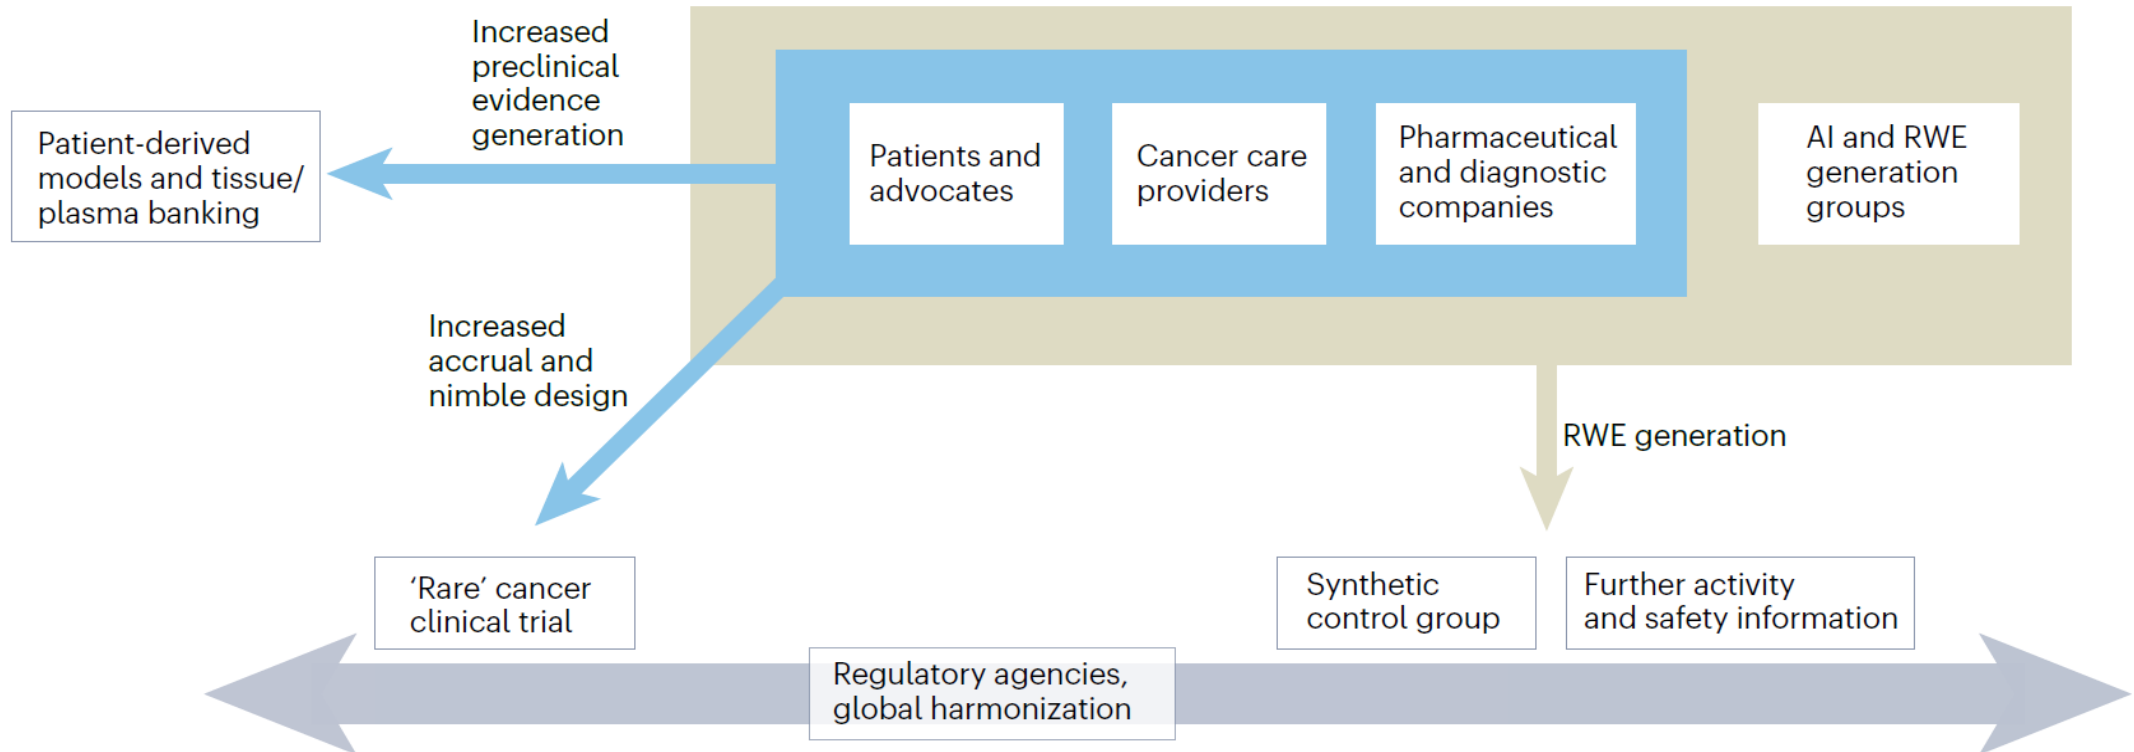 Increased
preclinical
evidence
generation
Patient-derived
models and tissue/
plasma banking
Patients and
advocates
Cancer care
providers
Pharmaceutical
and diagnostic
companies
AI and RWE
generation
groups
Increased
accrual and
nimble design
RWE generation
‘Rare’ cancer
clinical trial
Synthetic
control group
Further activity
and safety information
Regulatory agencies,
global harmonization